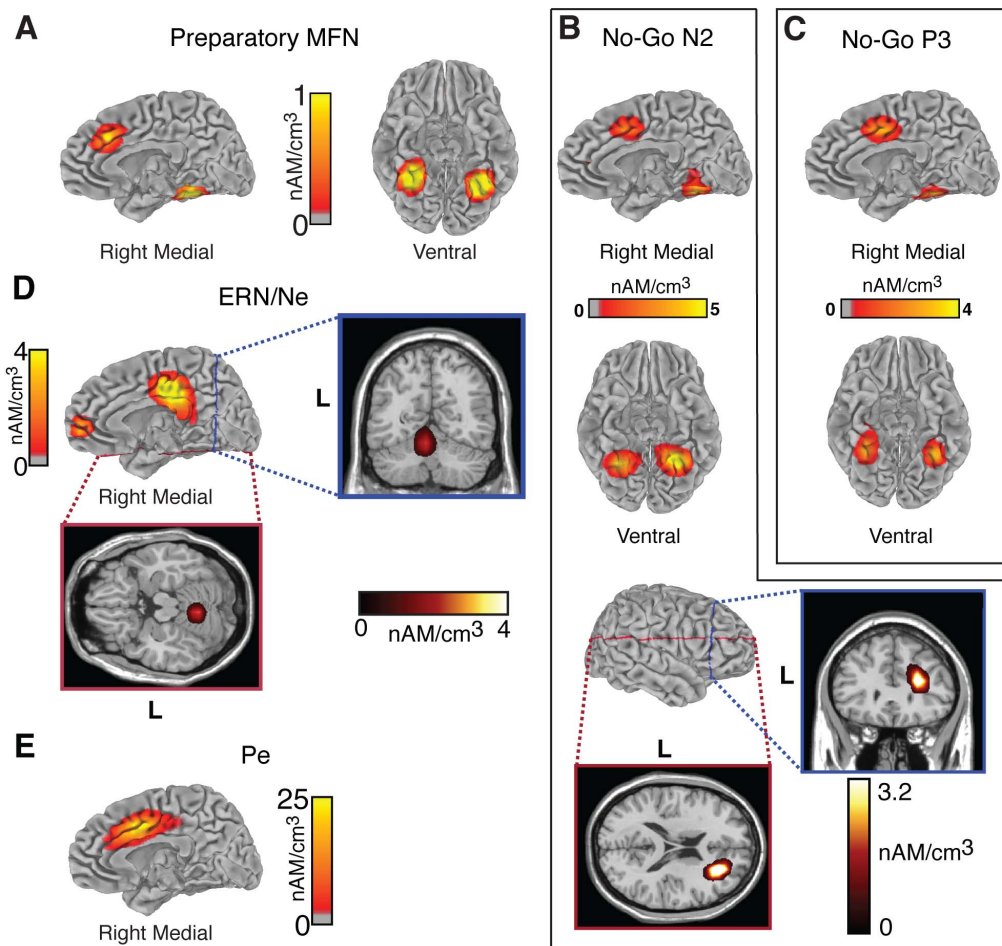 A
Preparatory MFN
1
nAM/cm3
0
Right Medial
Ventral
B
No-Go N2
Right Medial
nAM/cm3
0
5
Ventral
C
No-Go P3
Right Medial
nAM/cm3
0
4
Ventral
D
ERN/Ne
4
nAM/cm3
0
Right Medial
L
L
0
4
nAM/cm3
L
L
3.2
nAM/cm3
0
E
Pe
25
nAM/cm3
0
Right Medial